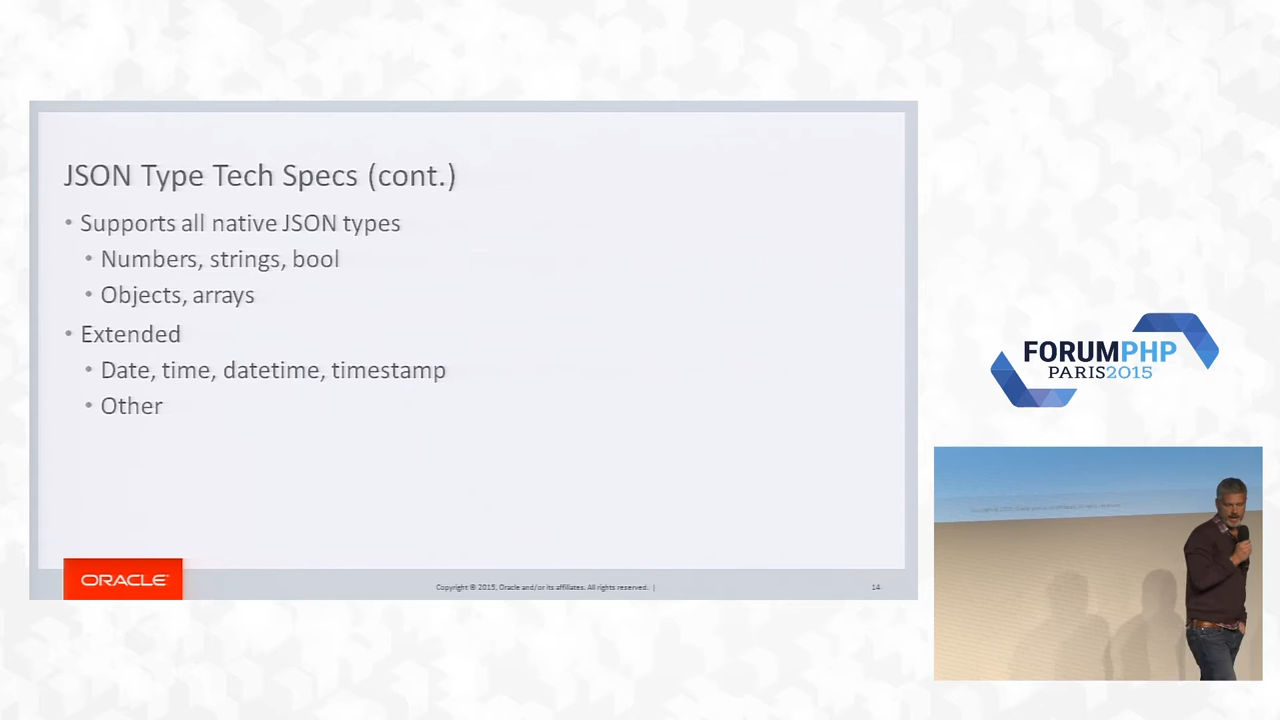 JSON Type Tech Specs (cont.)
• Supports all native JSON types
• Numbers, strings, bool
• Objects, arrays
• Extended
• Date, time, datetime, timestamp
• Other
ORACLE
Copyright © 2015, Oracle and/or its affiliates. All rights reserved. |
14
FORUMPHP
PARIS2015